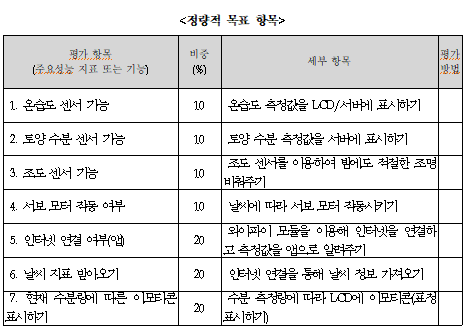 <정량적 목표 항목>
평가 항목
(주요성능 지표 또는 기능)
비중
(%)
세부 항목
평가
방법
1. 온습도 센서 기능
10
온습도 측정값을 LCD/서버에 표시하기
2. 토양 수분 센서 기능
10
토양 수분 측정값을 서버에 표시하기
3. 조도 센서 기능
10
조도 센서를 이용하여 밤에도 적절한 조명
비춰주기
4. 서보 모터 작동 여부
10
날씨에 따라 서보 모터 작동시키기
5. 인터넷 연결 여부(앱)
20
와이파이 모듈을 이용해 인터넷을 연결하
고 측정값을 앱으로 알려주기
6. 날씨 지표 받아오기
20
인터넷 연결을 통해 날씨 정보 가져오기
7. 현재 수분량에 따른 이모티콘
표시하기
20
수분 측정량에 따라 LCD에 이모티콘(표정
표시하기)